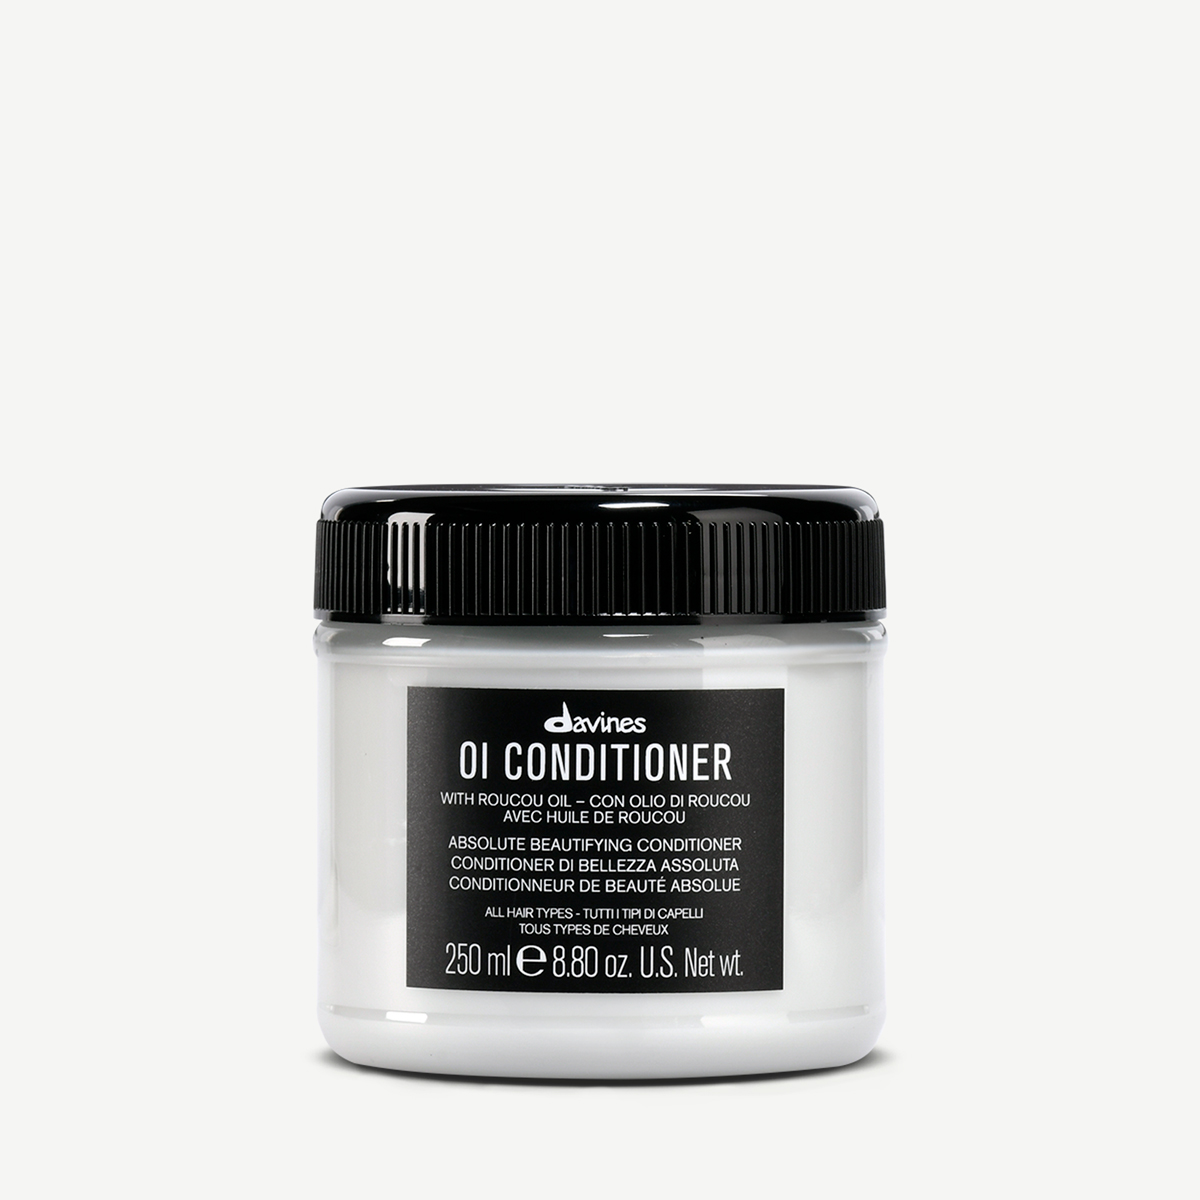 davines
OI CONDITIONER
WITH ROUCOU OIL – CON OLIO DI ROUCOU
AVEC HUILE DE ROUCOU
ABSOLUTE BEAUTIFYING CONDITIONER
CONDITIONER DI BELLEZZA ASSOLUTA
CONDITIONNEUR DE BEAUTÉ ABSOLUE
ALL HAIR TYPES - TUTTI I TIPI DI CAPELLI
TOUS TYPES DE CHEVEUX
250 ml ℮ 8.80 oz. U.S. Net wt.